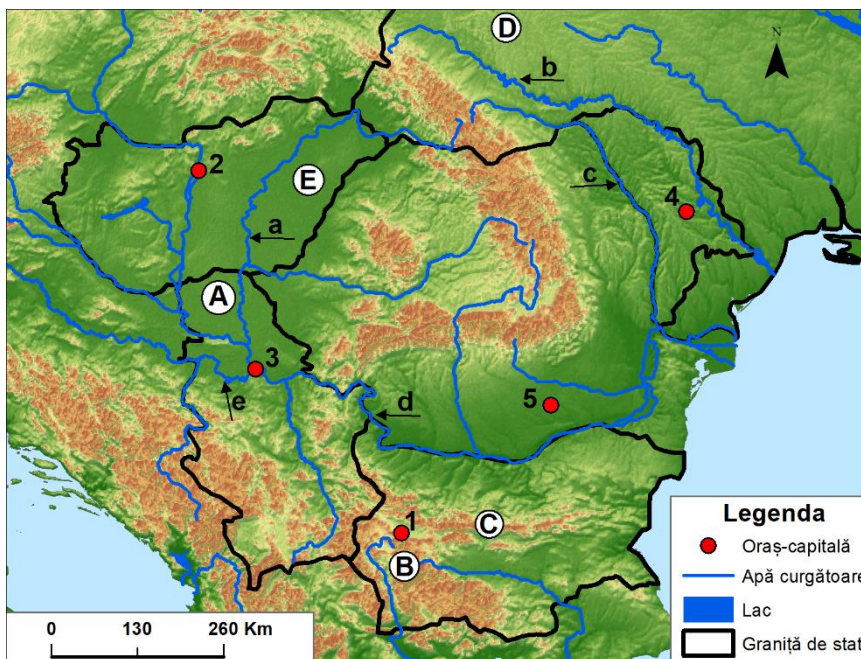 D
N
b
2
E
c
4
a
A
3
e
d
5
1
C
B
Legenda
Oraș-capitală
Apă curgătoare
Lac
Graniță de stat
0 130 260 Km